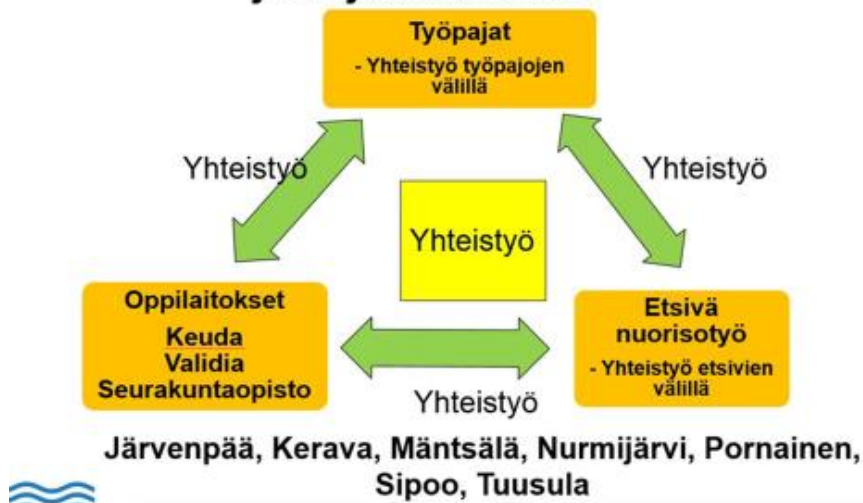 Työpajat
- Yhteistyö työpajojen
välillä
Yhteistyö
Yhteistyö
Yhteistyö
Oppilaitokset
Keuda
Validia
Seurakuntaopisto
Etsivä
nuorisotyö
- Yhteistyö etsivien
välillä
Yhteistyö
Järvenpää, Kerava, Mäntsälä, Nurmijärvi, Pornainen,
Sipoo, Tuusula